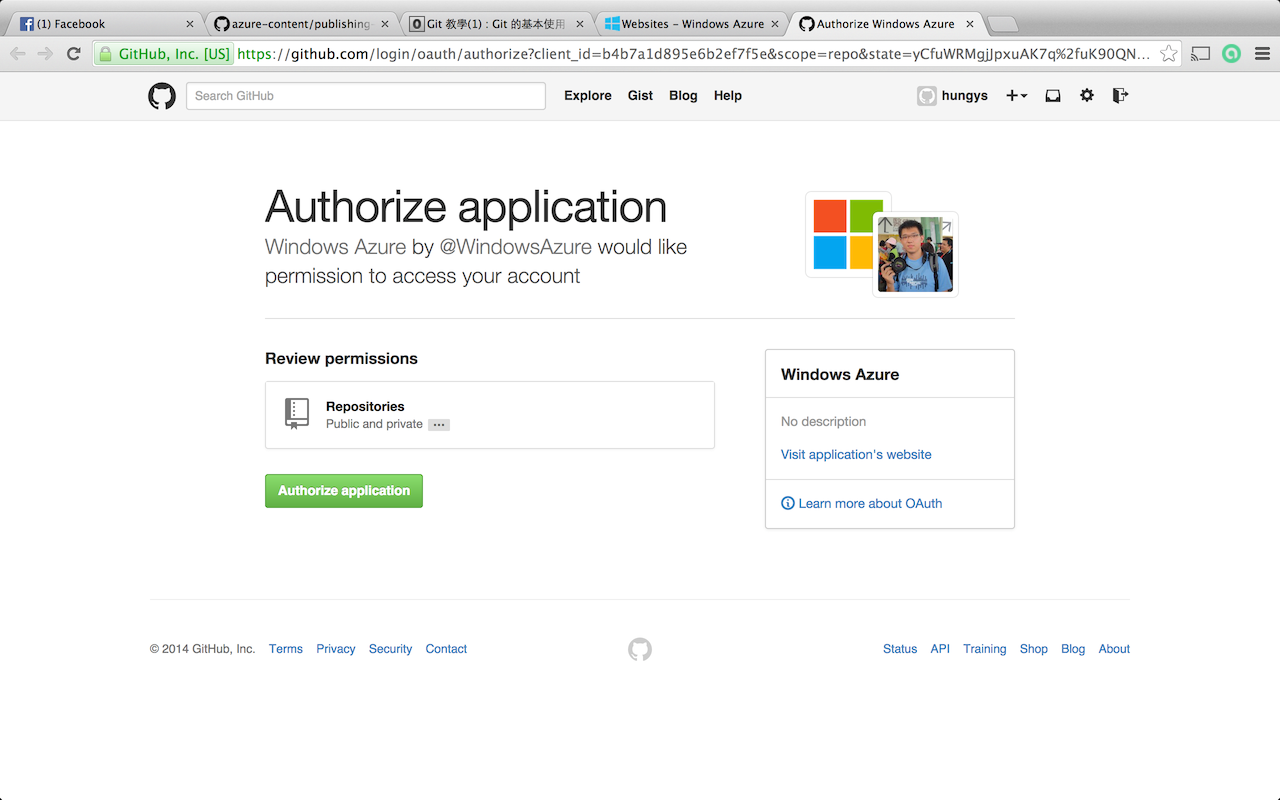 (1) Facebook
azure-content/publishing-
Git 教學(1) : Git 的基本使用
Websites – Windows Azure
Authorize Windows Azure
GitHub, Inc. [US] https://github.com/login/oauth/authorize?client_id=b4b7a1d895e6b2ef7f5e&scope=repo&state=yCfuWRMgjJpxuAK7q%2fuK90QN...
Search GitHub
Explore Gist Blog Help
hungys
Authorize application
Windows Azure by @WindowsAzure would like
permission to access your account
Review permissions
Repositories
Public and private ...
Authorize application
Windows Azure
No description
Visit application's website
Learn more about OAuth
© 2014 GitHub, Inc. Terms Privacy Security Contact
Status API Training Shop Blog About